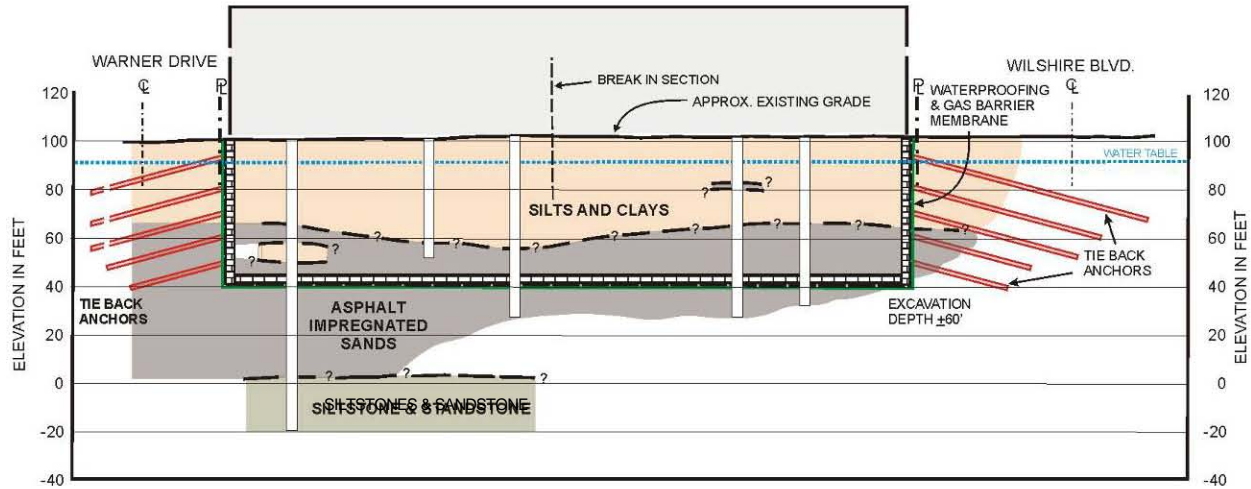 WARNER DRIVE
℄
PL
BREAK IN SECTION
APPROX. EXISTING GRADE
PL
WATERPROOFING
& GAS BARRIER
MEMBRANE
WILSHIRE BLVD.
℄
ELEVATION IN FEET
120
100
80
60
40
20
0
-20
-40
WATER TABLE
SILTS AND CLAYS
? ? ? ? ? ? ? ? ?
? ?
? ?
? ?
TIE BACK
ANCHORS
TIE BACK
ANCHORS
ASPHALT
IMPREGNATED
SANDS
EXCAVATION
DEPTH ±60'
? ? ?
SILTSTONES & SANDSTONE
SILTSTONE & STANDSTONE
120
100
80
60
40
20
0
-20
-40
ELEVATION IN FEET